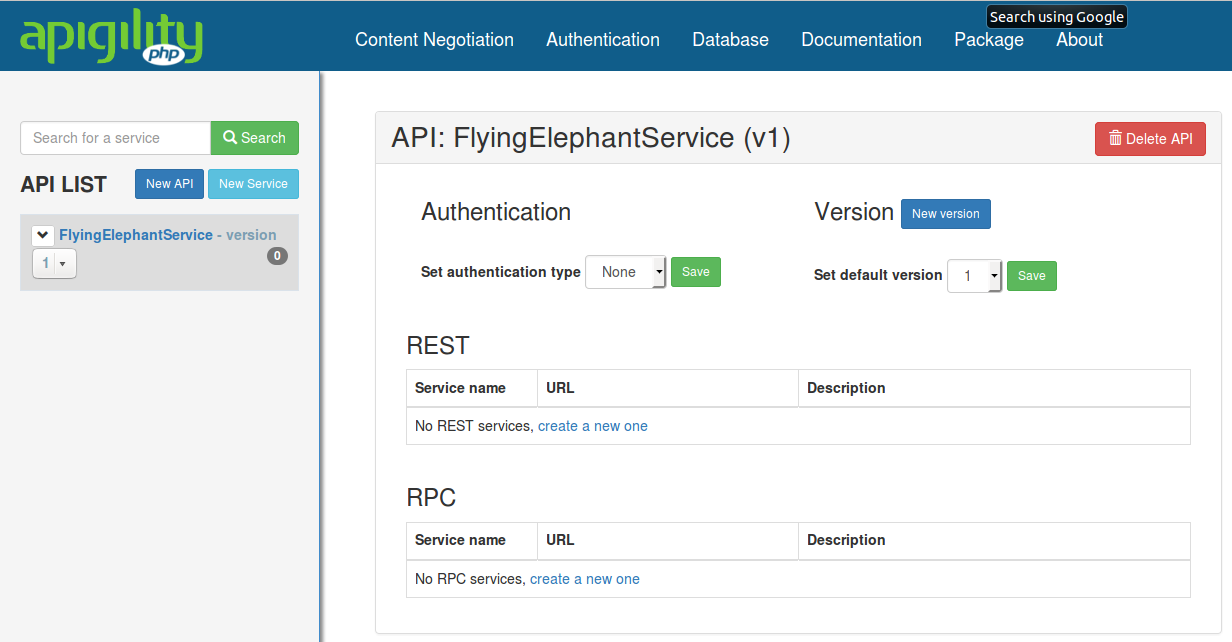 apigility
php
Search using Google
Content Negotiation Authentication Database Documentation Package About
Search for a service Search
API LIST New API New Service
FlyingElephantService - version
1 0
API: FlyingElephantService (v1) Delete API
Authentication
Set authentication type None Save
Version New version
Set default version 1 Save
REST
Service name URL Description
No REST services, create a new one
RPC
Service name URL Description
No RPC services, create a new one